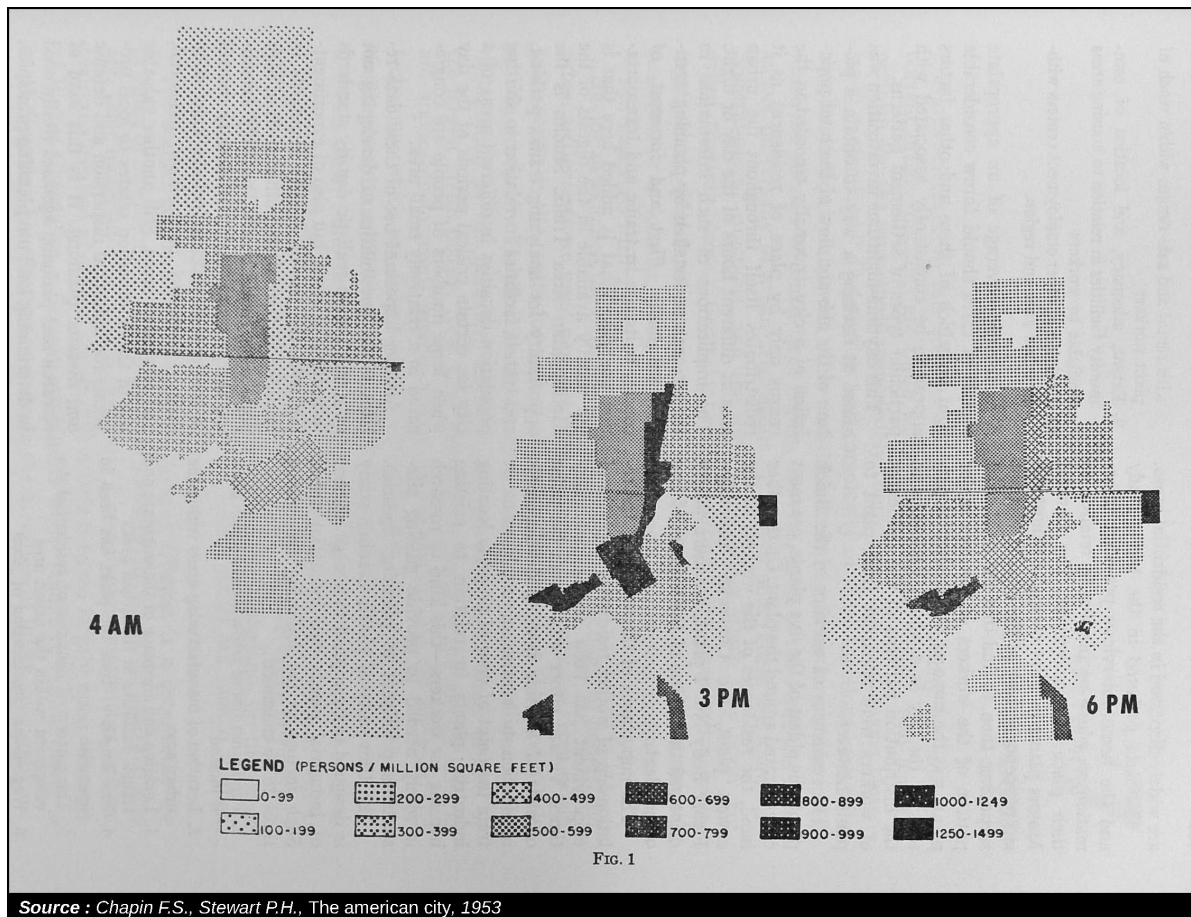 4 AM
3 PM
6 PM
LEGEND (PERSONS / MILLION SQUARE FEET)
0-99 200-299 400-499 600-699 800-899 1000-1249
100-199 300-399 500-599 700-799 900-999 1250-1499
FIG. 1
Source : Chapin F.S., Stewart P.H., The american city, 1953